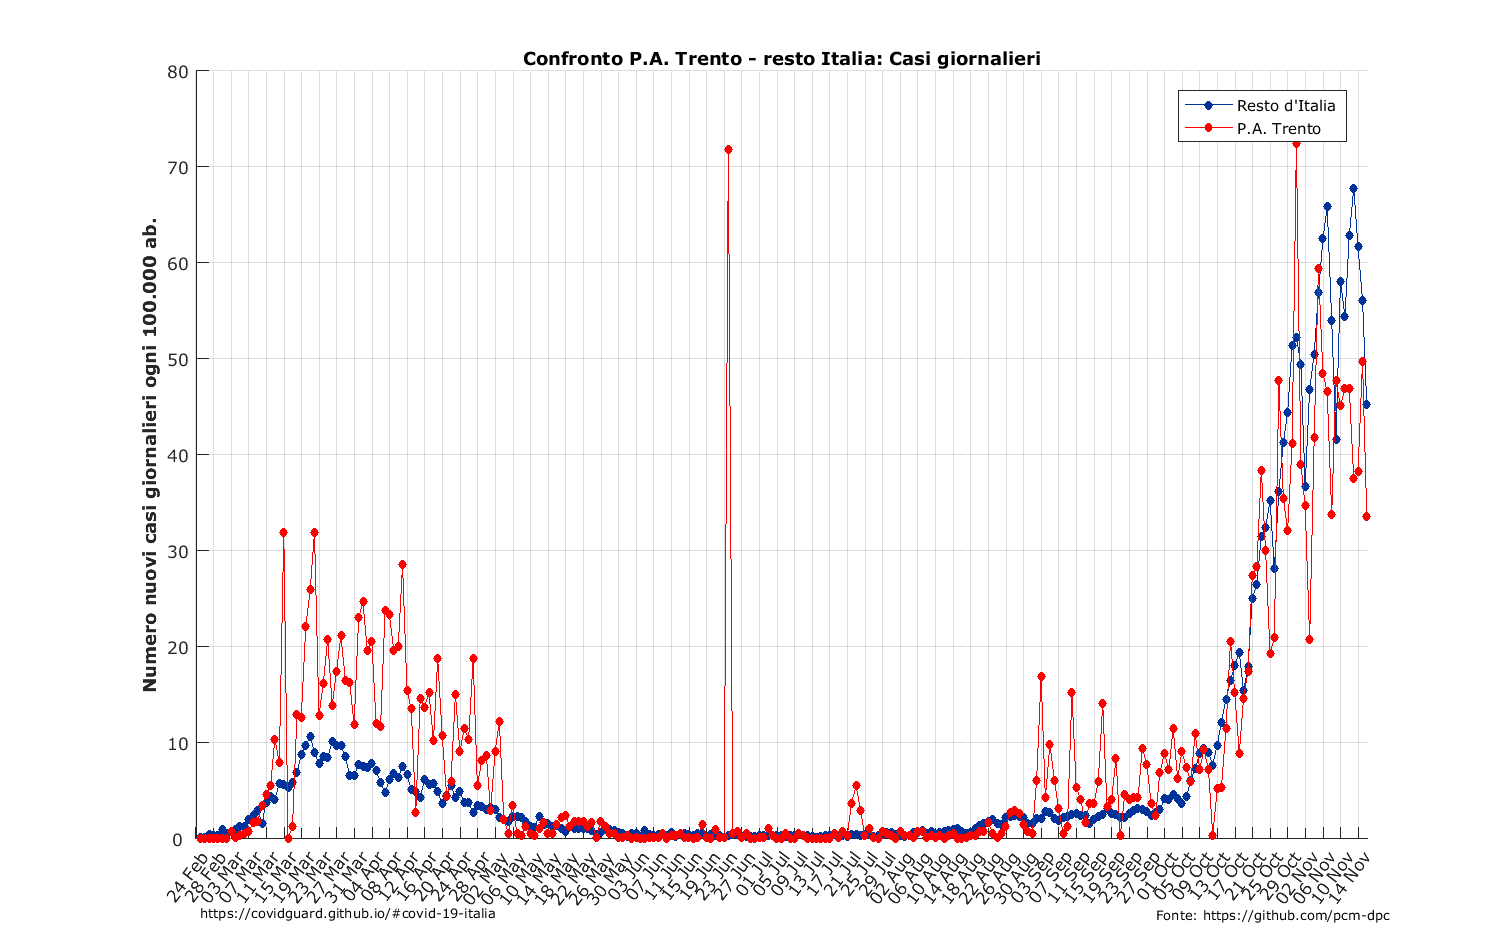 Confronto P.A. Trento - resto Italia: Casi giornalieri
Resto d'Italia
P.A. Trento
Numero nuovi casi giornalieri ogni 100.000 ab.
80
70
60
50
40
30
20
10
0
24 Feb
28 Feb
03 Mar
07 Mar
11 Mar
15 Mar
19 Mar
23 Mar
27 Mar
31 Mar
04 Apr
08 Apr
12 Apr
16 Apr
20 Apr
24 Apr
28 Apr
02 May
06 May
10 May
14 May
18 May
22 May
26 May
30 May
03 Jun
07 Jun
11 Jun
15 Jun
19 Jun
23 Jun
27 Jun
01 Jul
05 Jul
09 Jul
13 Jul
17 Jul
21 Jul
25 Jul
29 Jul
02 Aug
06 Aug
10 Aug
14 Aug
18 Aug
22 Aug
26 Aug
30 Aug
03 Sep
07 Sep
11 Sep
15 Sep
19 Sep
23 Sep
27 Sep
01 Oct
05 Oct
09 Oct
13 Oct
17 Oct
21 Oct
25 Oct
29 Oct
02 Nov
06 Nov
10 Nov
14 Nov
https://covidguard.github.io/#covid-19-italia
Fonte: https://github.com/pcm-dpc